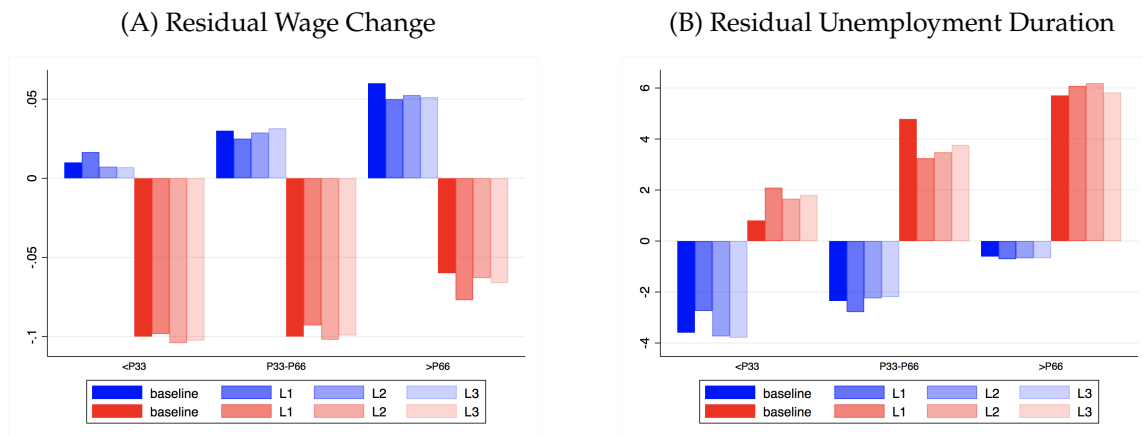 (A) Residual Wage Change
.05
0
-.05
-.1
<P33 P33-P66 >P66
baseline L1 L2 L3
baseline L1 L2 L3
(B) Residual Unemployment Duration
6
4
2
0
-2
-4
<P33 P33-P66 >P66
baseline L1 L2 L3
baseline L1 L2 L3